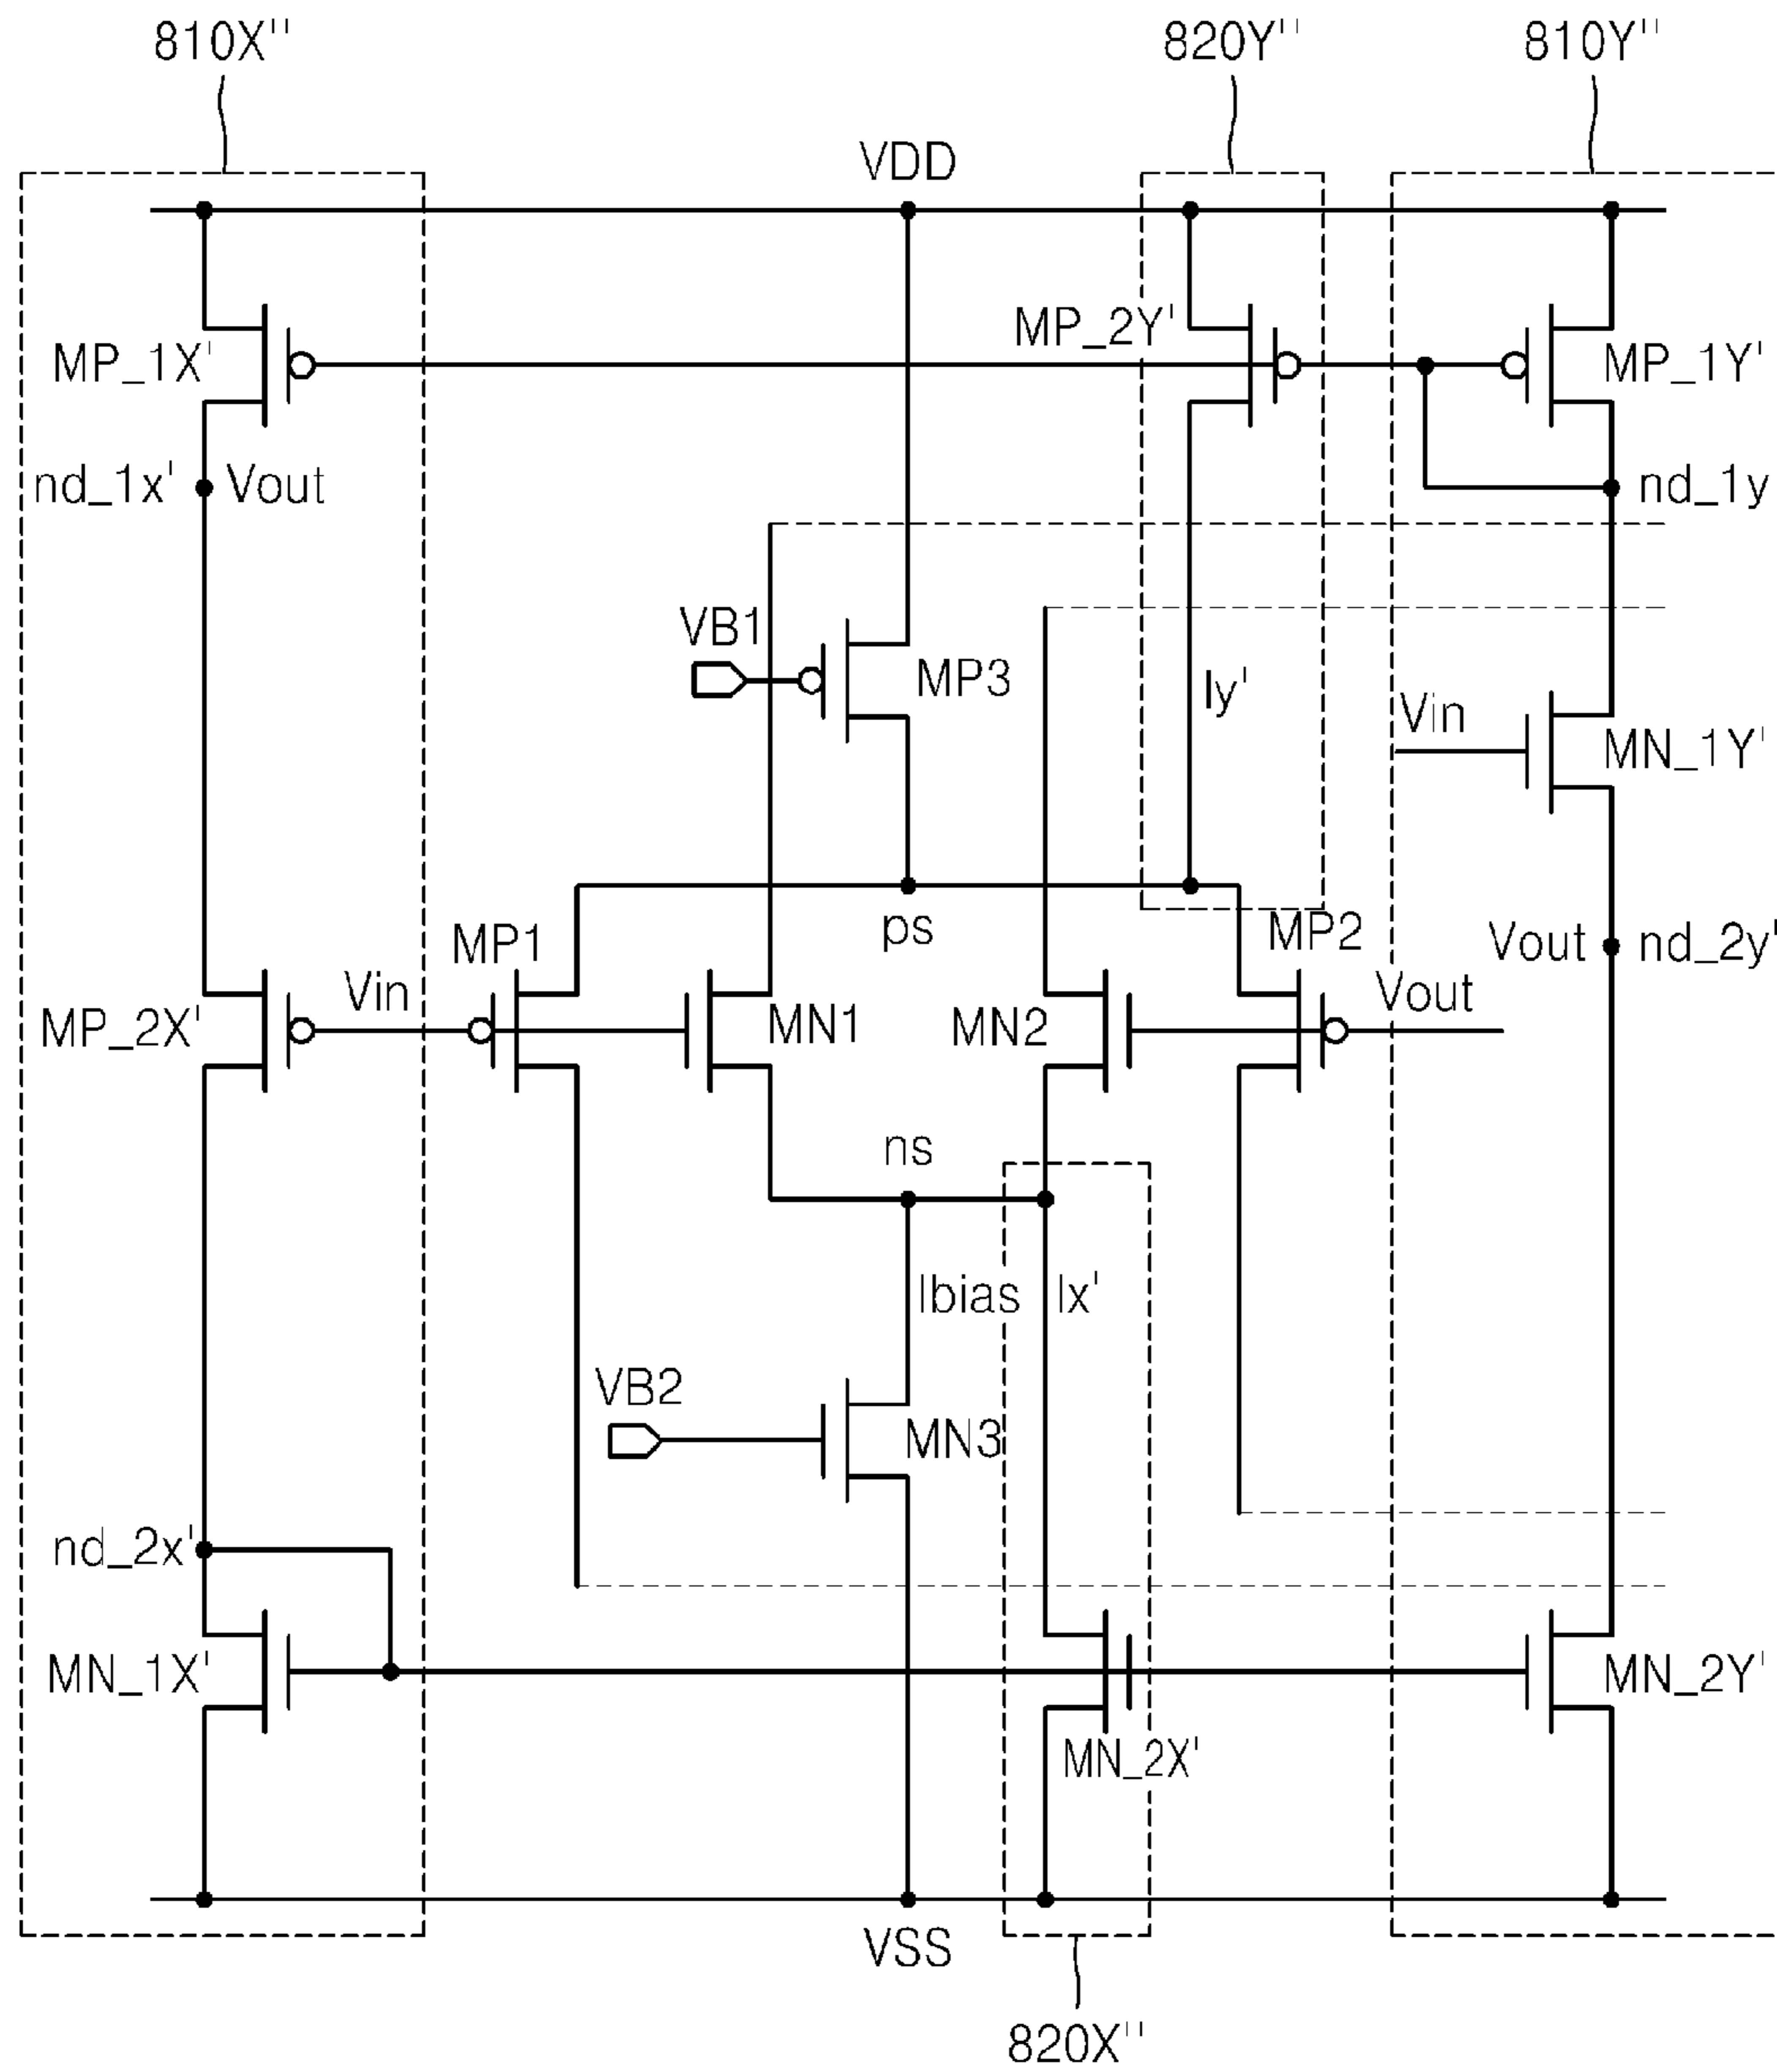 810X''
820Y''
810Y''
VDD
MP_2Y'
MP_1X'
MP_1Y'
nd_1x'
Vout
nd_1y
VB1
MP3
Iy'
Vin
MN_1Y'
ps
MP1
MP2
Vout
nd_2y'
Vin
Vout
MP_2X'
MN1
MN2
ns
Ibias
Ix'
VB2
MN3
nd_2x'
MN_1X'
MN_2Y'
MN_2X'
VSS
820X''